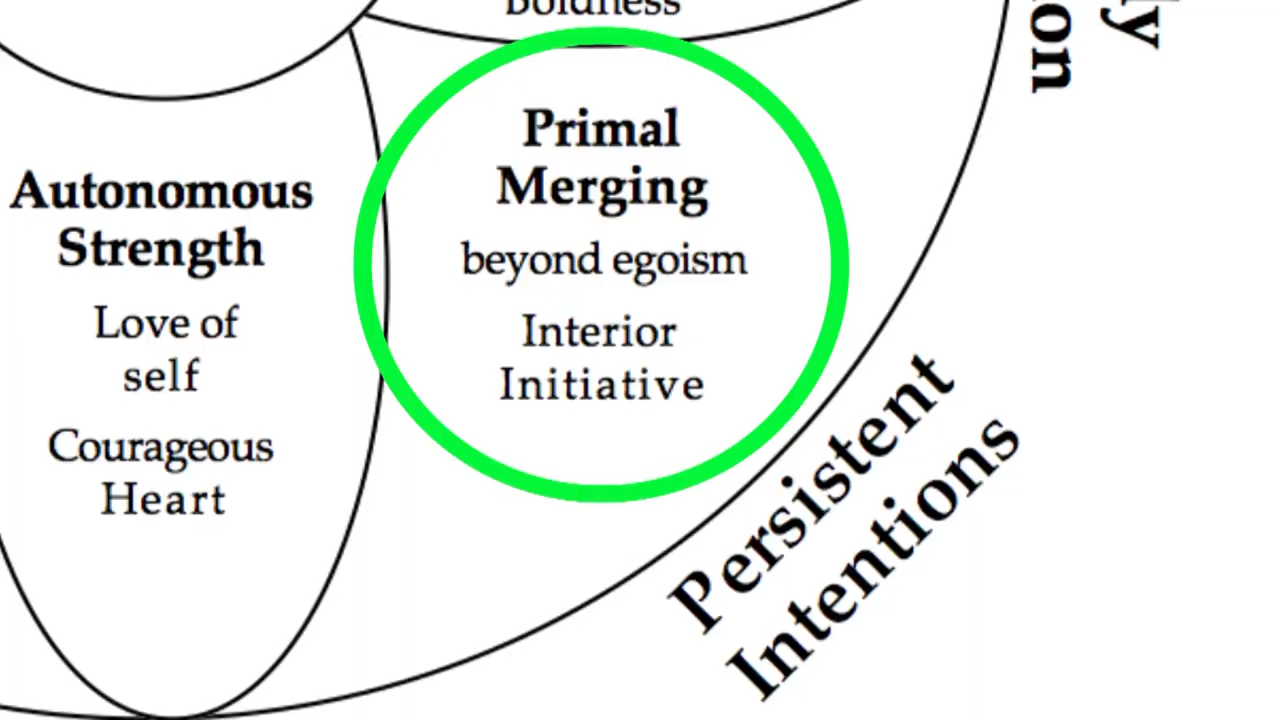 Boldness
Primal
Merging
beyond egoism
Interior
Initiative
Autonomous
Strength
Love of
self
Courageous
Heart
Persistent
Intentions